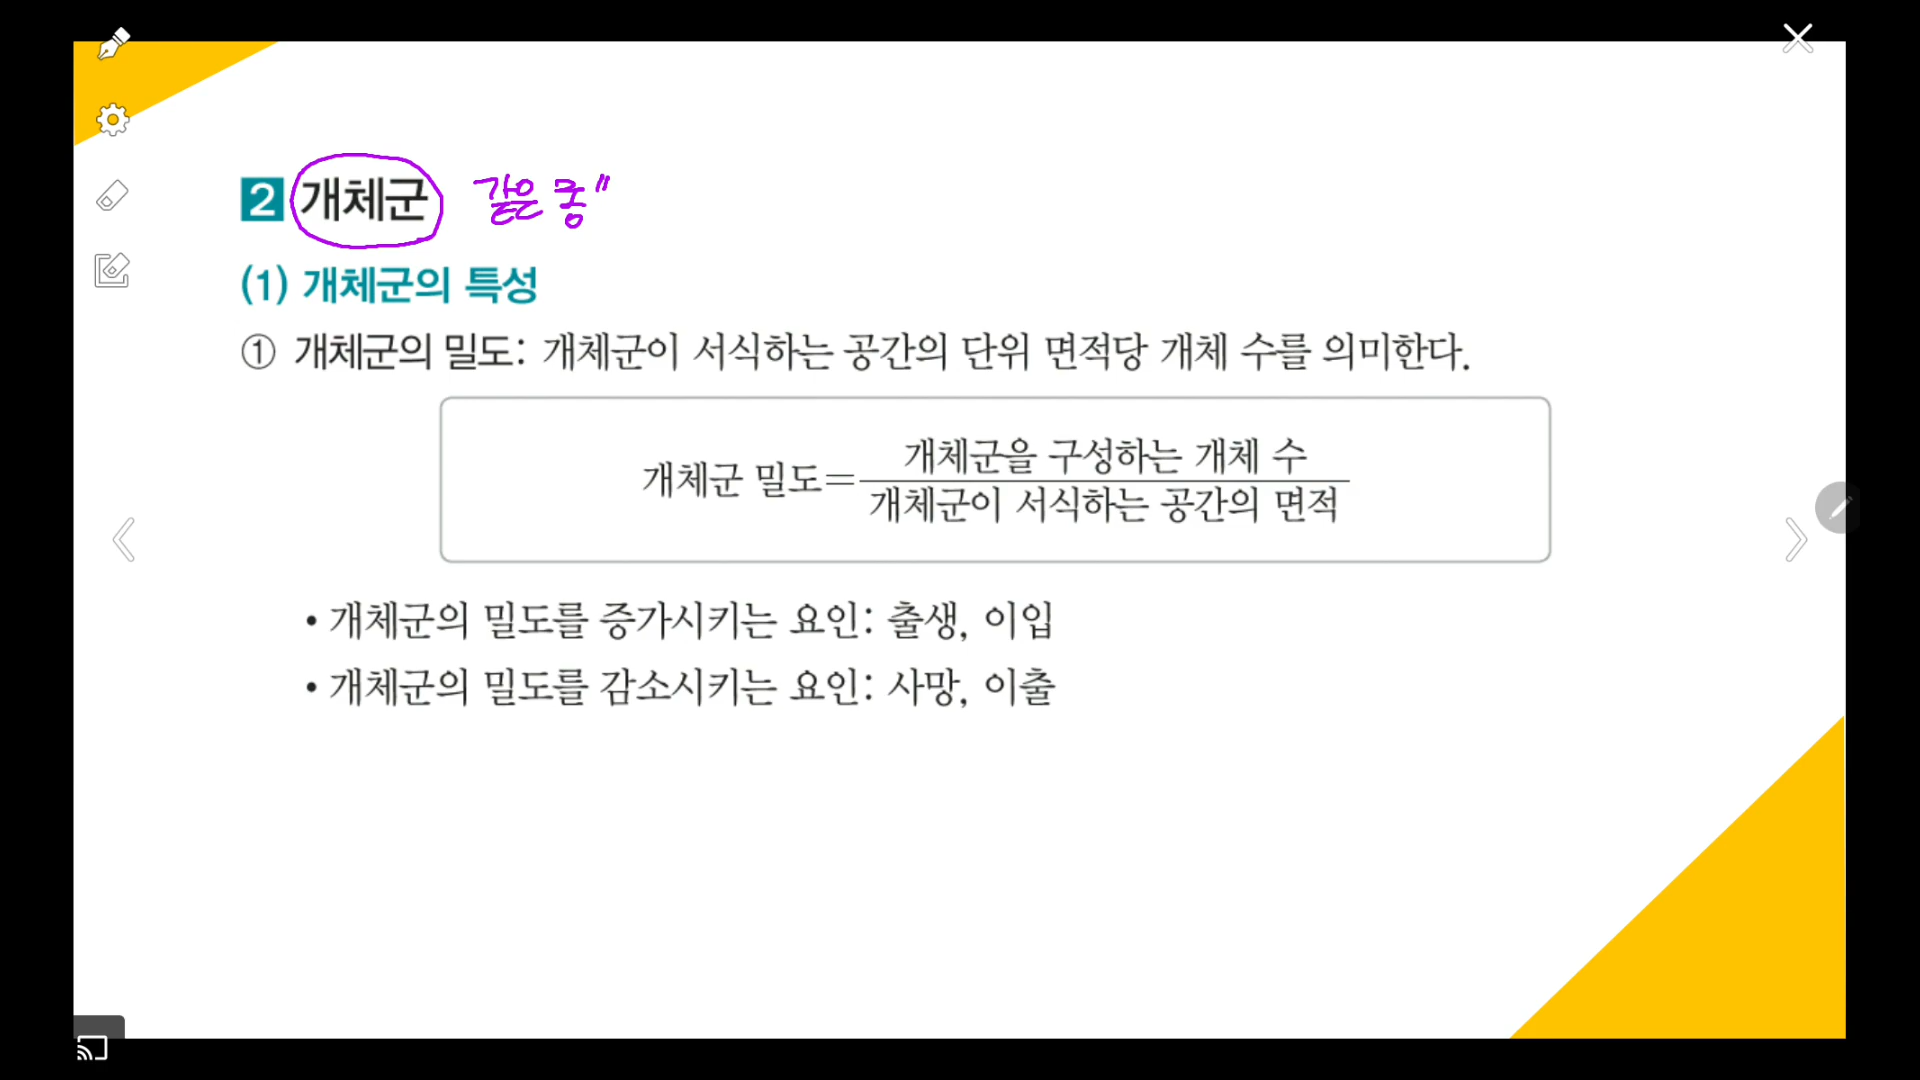 2 개체군 같은 종"
(1) 개체군의 특성
① 개체군의 밀도: 개체군이 서식하는 공간의 단위 면적당 개체 수를 의미한다.
개체군 밀도=개체군을 구성하는 개체 수/개체군이 서식하는 공간의 면적
• 개체군의 밀도를 증가시키는 요인: 출생, 이입
• 개체군의 밀도를 감소시키는 요인: 사망, 이출